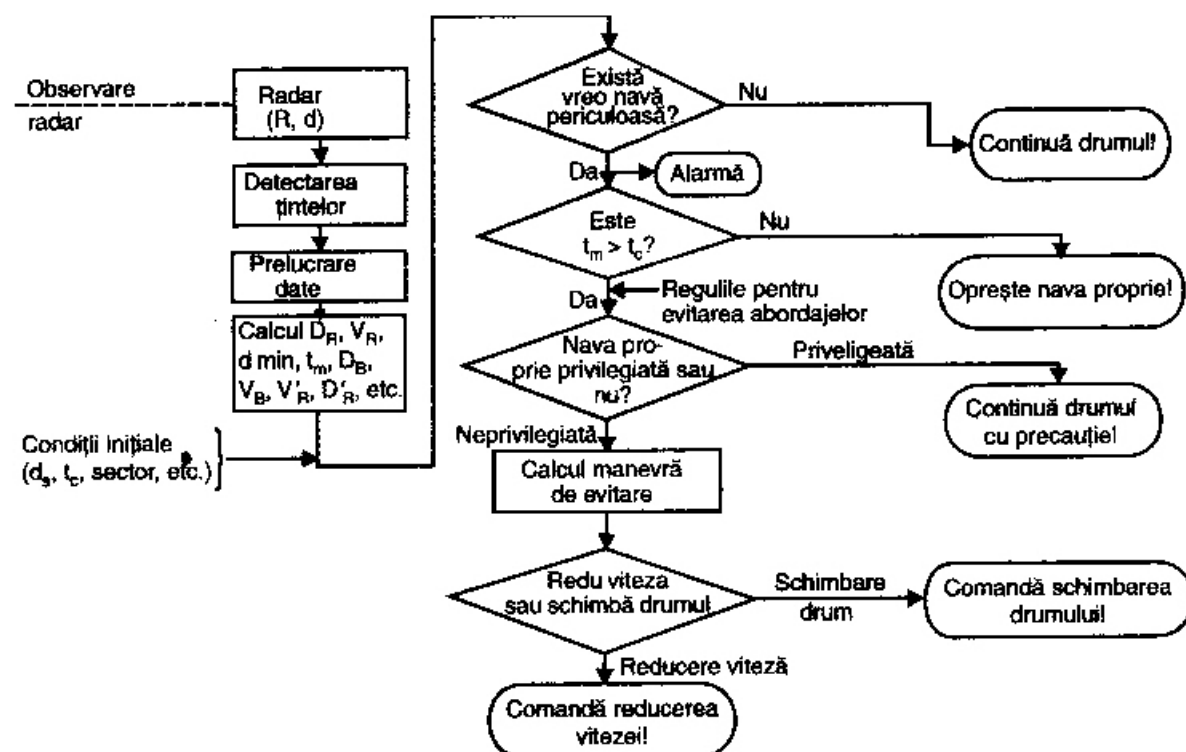 Observare
radar
Radar
(R, d)
Detectarea
țintelor
Prelucrare
date
Calcul D_R, V_R,
d min, t_m, D_B,
V_B, V'_R, D'_R, etc.
Condiții inițiale
(d_s, t_c, sector, etc.)
Există
vreo navă
periculoasă?
Nu
Continuă drumul!
Da
Alarmă
Este
t_m > t_c?
Nu
Oprește nava proprie!
Da
Regulile pentru
evitarea abordajelor
Nava pro-
prie privilegiată sau
nu?
Priveligeată
Continuă drumul
cu precauție!
Neprivilegiată
Calcul manevră
de evitare
Redu viteza
sau schimbă drumul
Schimbare
drum
Comandă schimbarea
drumului!
Reducere viteză
Comandă reducerea
vitezei!